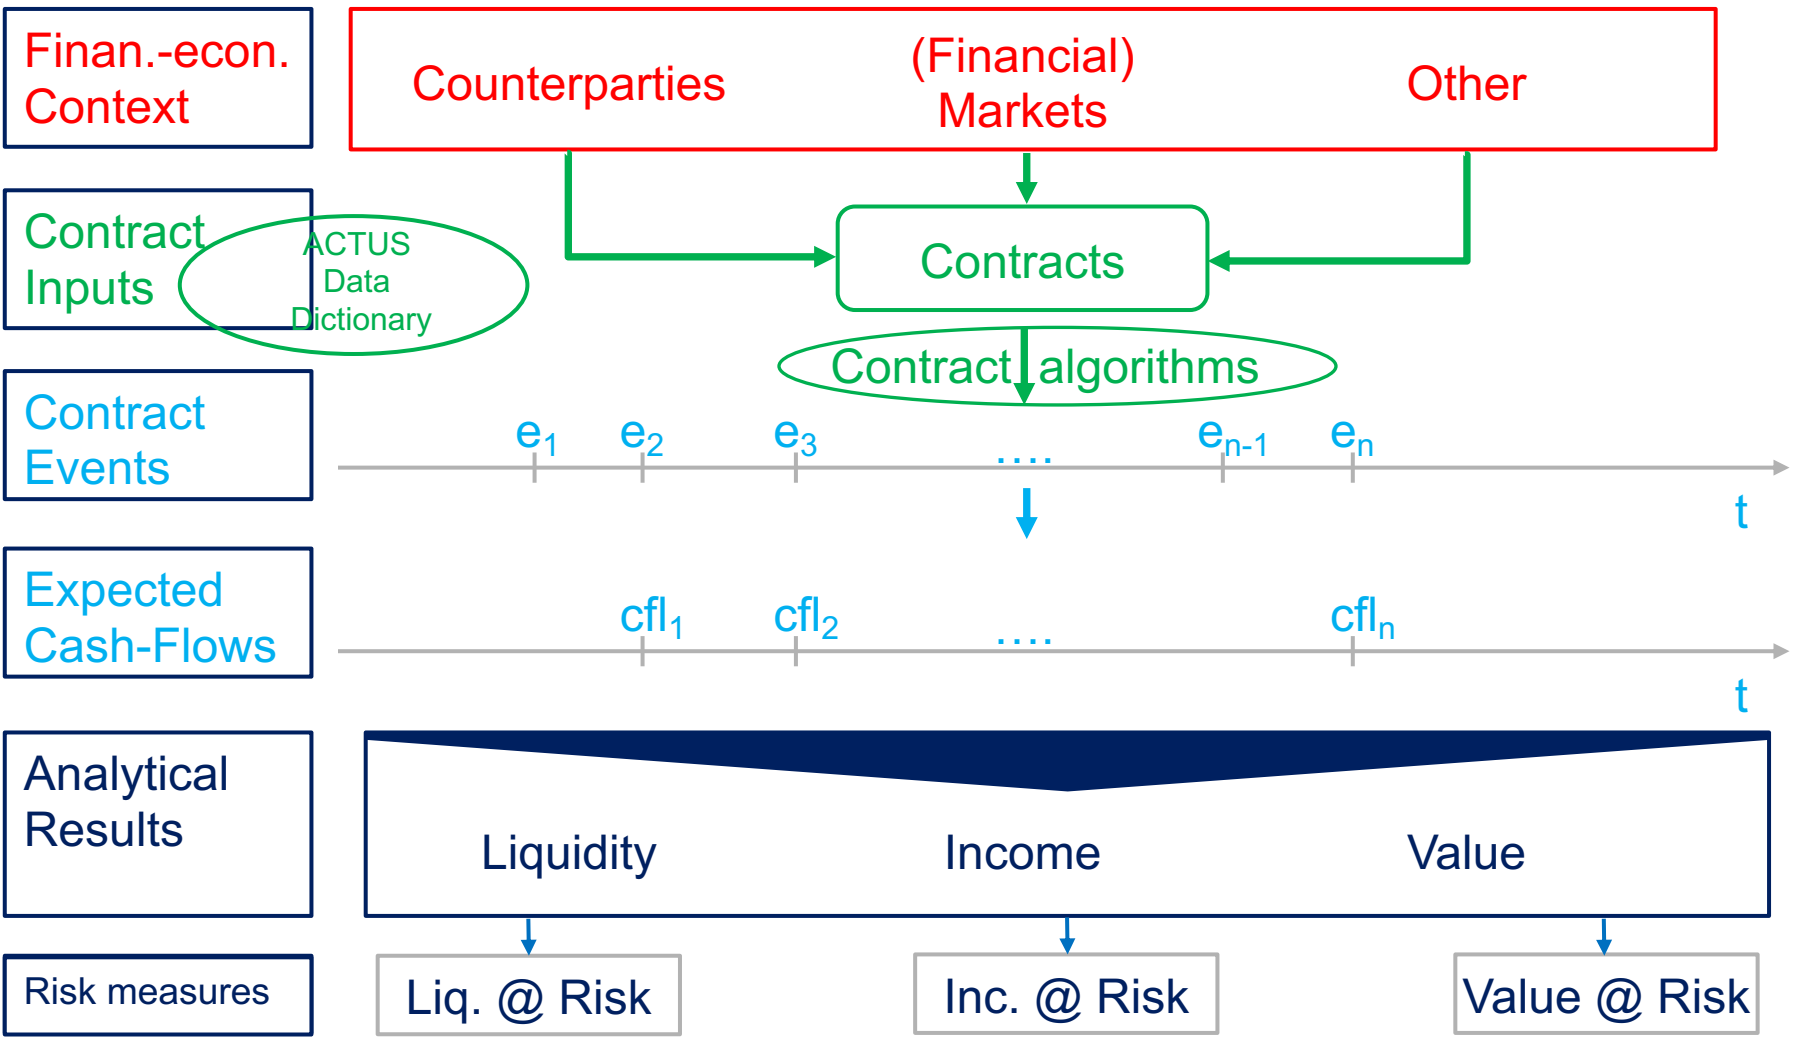 Finan.-econ.
Context
Counterparties
(Financial)
Markets
Other
Contract
Inputs
ACTUS
Data
Dictionary
Contracts
Contract algorithms
Contract
Events
e1 e2 e3 .... en-1 en
t
Expected
Cash-Flows
cfl1 cfl2 .... cfln
t
Analytical
Results
Liquidity Income Value
Risk measures
Liq. @ Risk Inc. @ Risk Value @ Risk